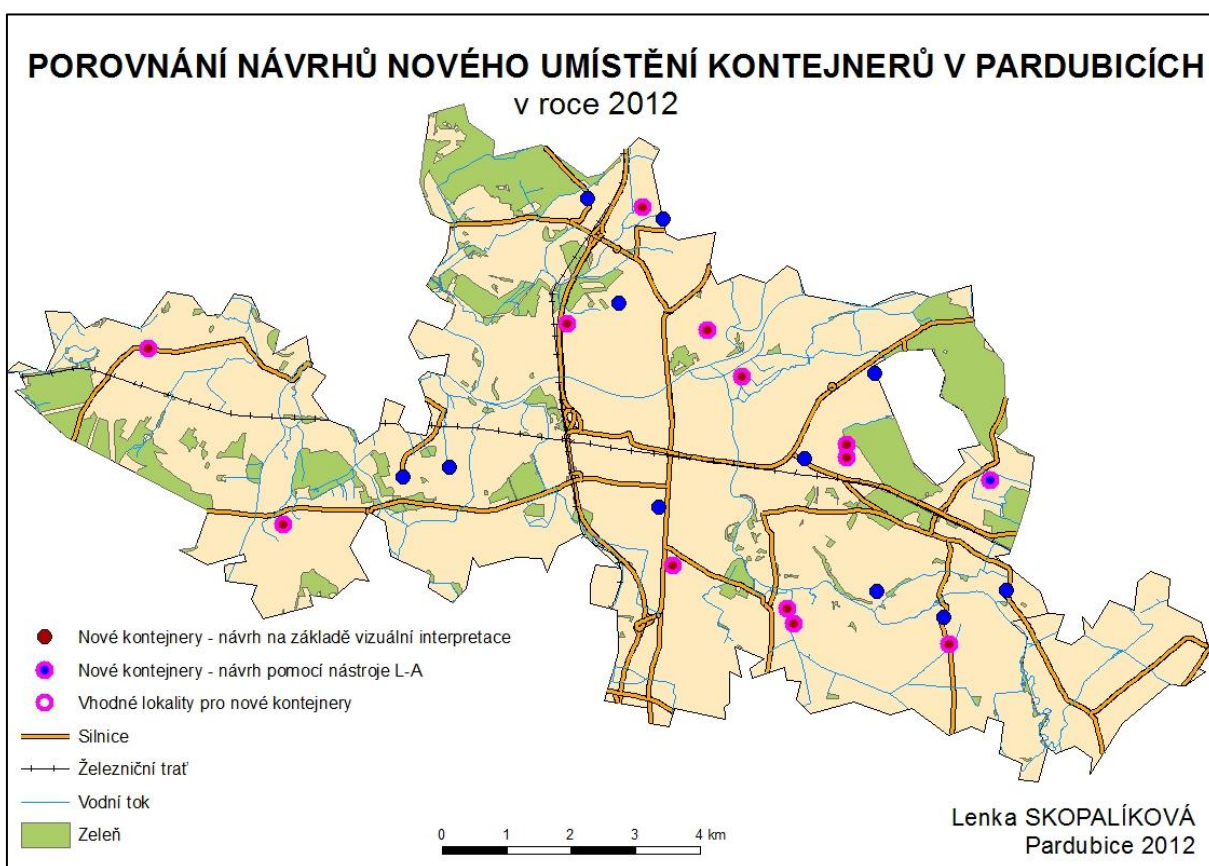 POROVNÁNÍ NÁVRHŮ NOVÉHO UMÍSTĚNÍ KONTEJNERŮ V PARDUBICÍCH
v roce 2012
Nové kontejnery - návrh na základě vizuální interpretace
Nové kontejnery - návrh pomocí nástroje L-A
Vhodné lokality pro nové kontejnery
Silnice
Železniční trať
Vodní tok
Zeleň
0 1 2 3 4 km
Lenka SKOPALÍKOVÁ
Pardubice 2012